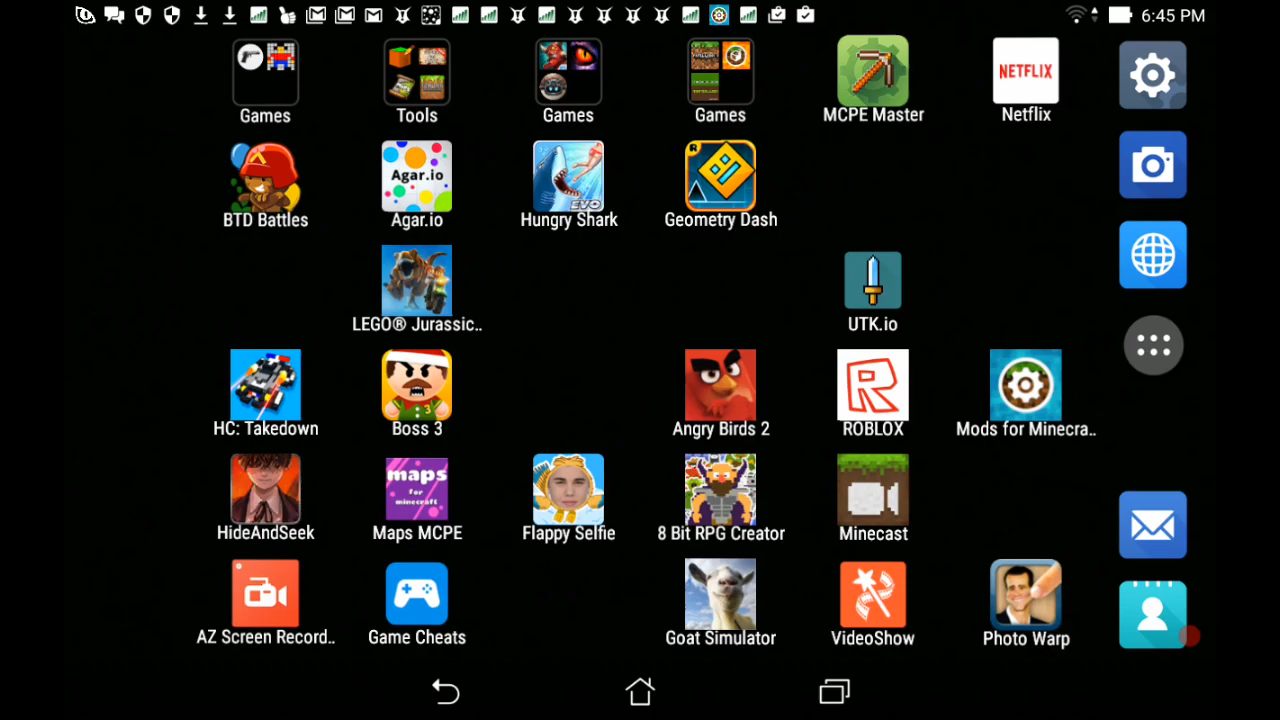 6:45 PM
NETFLIX
Games
Tools
Games
Games
MCPE Master
Netflix
Agar.io
EVO
R
BTD Battles
Agar.io
Hungry Shark
Geometry Dash
LEGO® Jurassic..
UTK.io
3
R
HC: Takedown
Boss 3
Angry Birds 2
ROBLOX
Mods for Minecra..
maps
for
minecraft
HideAndSeek
Maps MCPE
Flappy Selfie
8 Bit RPG Creator
Minecast
AZ Screen Record..
Game Cheats
Goat Simulator
VideoShow
Photo Warp